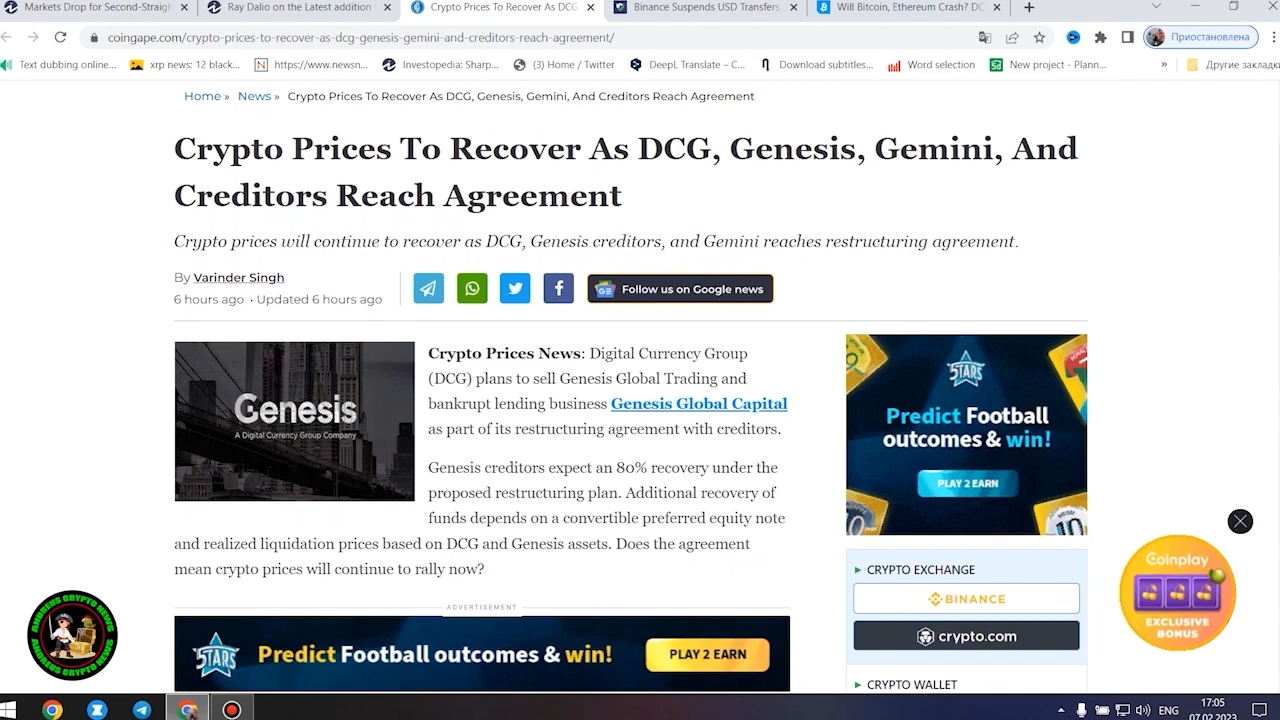 Markets Drop for Second-Straigh
Ray Dalio on the Latest addition
Crypto Prices To Recover As DCG,
Binance Suspends USD Transfers
Will Bitcoin, Ethereum Crash? DC
coingape.com/crypto-prices-to-recover-as-dcg-genesis-gemini-and-creditors-reach-agreement/
Приостановлена
Text dubbing online...
xrp news: 12 black...
https://www.newsn...
Investopedia: Sharp...
(3) Home / Twitter
DeepL Translate – C...
Download subtitles...
Word selection
New project - Plann...
»
Другие закладки
Home » News » Crypto Prices To Recover As DCG, Genesis, Gemini, And Creditors Reach Agreement
Crypto Prices To Recover As DCG, Genesis, Gemini, And
Creditors Reach Agreement
Crypto prices will continue to recover as DCG, Genesis creditors, and Gemini reaches restructuring agreement.
By Varinder Singh
6 hours ago · Updated 6 hours ago
Follow us on Google news
Genesis
A Digital Currency Group Company
Crypto Prices News: Digital Currency Group
(DCG) plans to sell Genesis Global Trading and
bankrupt lending business Genesis Global Capital
as part of its restructuring agreement with creditors.
Genesis creditors expect an 80% recovery under the
proposed restructuring plan. Additional recovery of
funds depends on a convertible preferred equity note
and realized liquidation prices based on DCG and Genesis assets. Does the agreement
mean crypto prices will continue to rally now?
STARS
Predict Football
outcomes & win!
PLAY 2 EARN
MESSI
10
CRYPTO EXCHANGE
BINANCE
crypto.com
CRYPTO WALLET
Coinplay
EXCLUSIVE
BONUS
ADVERTISEMENT
STARS
Predict Football outcomes & win!
PLAY 2 EARN
ANDREUS CRYPTO NEWS
ANDREUS CRYPTO NEWS
ENG
17:05
07.02.2023